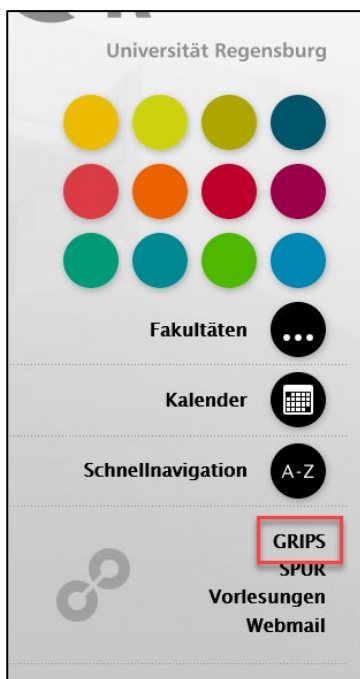 Universität Regensburg
Fakultäten
Kalender
Schnellnavigation A-Z
GRIPS
SPUR
Vorlesungen
Webmail